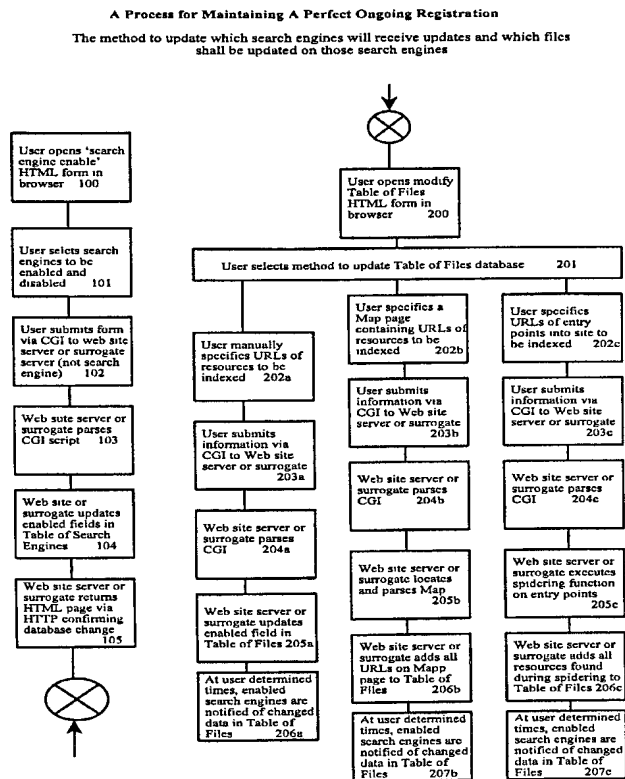 A Process for Maintaining A Perfect Ongoing Registration
The method to update which search engines will receive updates and which files
shall be updated on those search engines
User opens 'search
engine enable'
HTML form in
browser 100
User selcts search
engines to be
enabled and
disabled 101
User submits form
via CGI to web site
server or surrogate
server (not search
engine) 102
Web site server or
surrogate parses
CGI script 103
Web site or
surrogate updates
enabled fields in
Table of Search
Engines 104
Web site server or
surrogate returns
HTML page via
HTTP confirming
database change
105
User opens modify
Table of Files
HTML form in
browser 200
User selects method to update Table of Files database 201
User manually
specifies URLs of
resources to be
indexed 202a
User submits
information via
CGI to Web site
server or surrogate
203a
Web site server or
surrogate parses
CGI 204a
Web site server or
surrogate updates
enabled field in
Table of Files 205a
At user determined
times, enabled
search engines are
notified of changed
data in Table of
Files 206a
User specifies a
Map page
containing URLs of
resources to be
indexed 202b
User submits
information via
CGI to Web site
server or surrogate
203b
Web site server or
surrogate parses
CGI 204b
Web site server or
surrogate locates
and parses Map
205b
Web site server or
surrogate adds all
URLs on Mapp
page to Table of
Files 206b
At user determined
times, enabled
search engines are
notified of changed
data in Table of
Files 207b
User specifies
URLs of entry
points into site to
be indexed 202c
User submits
information via
CGI to Web site
server or surrogate
203c
Web site server or
surrogate parses
CGI 204c
Web site server or
surrogate executes
spidering function
on entry points
205c
Web site server or
surrogate adds all
resources found
during spidering to
Table of Files 206c
At user determined
times, enabled
search engines are
notified of changed
data in Table of
Files 207c